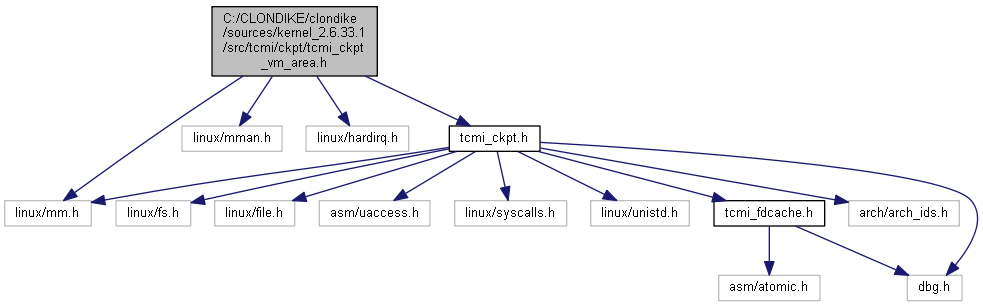 C:/CLONDIKE/clondike
/sources/kernel_2.6.33.1
/src/tcmi/ckpt/tcmi_ckpt
_vm_area.h
linux/mman.h
linux/hardirq.h
tcmi_ckpt.h
linux/mm.h
linux/fs.h
linux/file.h
asm/uaccess.h
linux/syscalls.h
linux/unistd.h
tcmi_fdcache.h
arch/arch_ids.h
asm/atomic.h
dbg.h